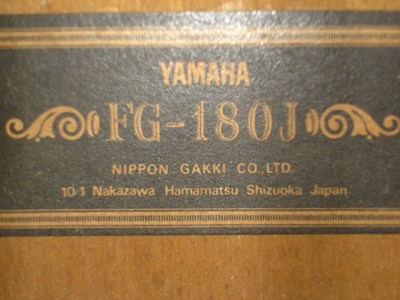 YAMAHA
FG-180J
NIPPON GAKKI CO.,LTD.
10-1 Nakazawa Hamamatsu Shizuoka Japan